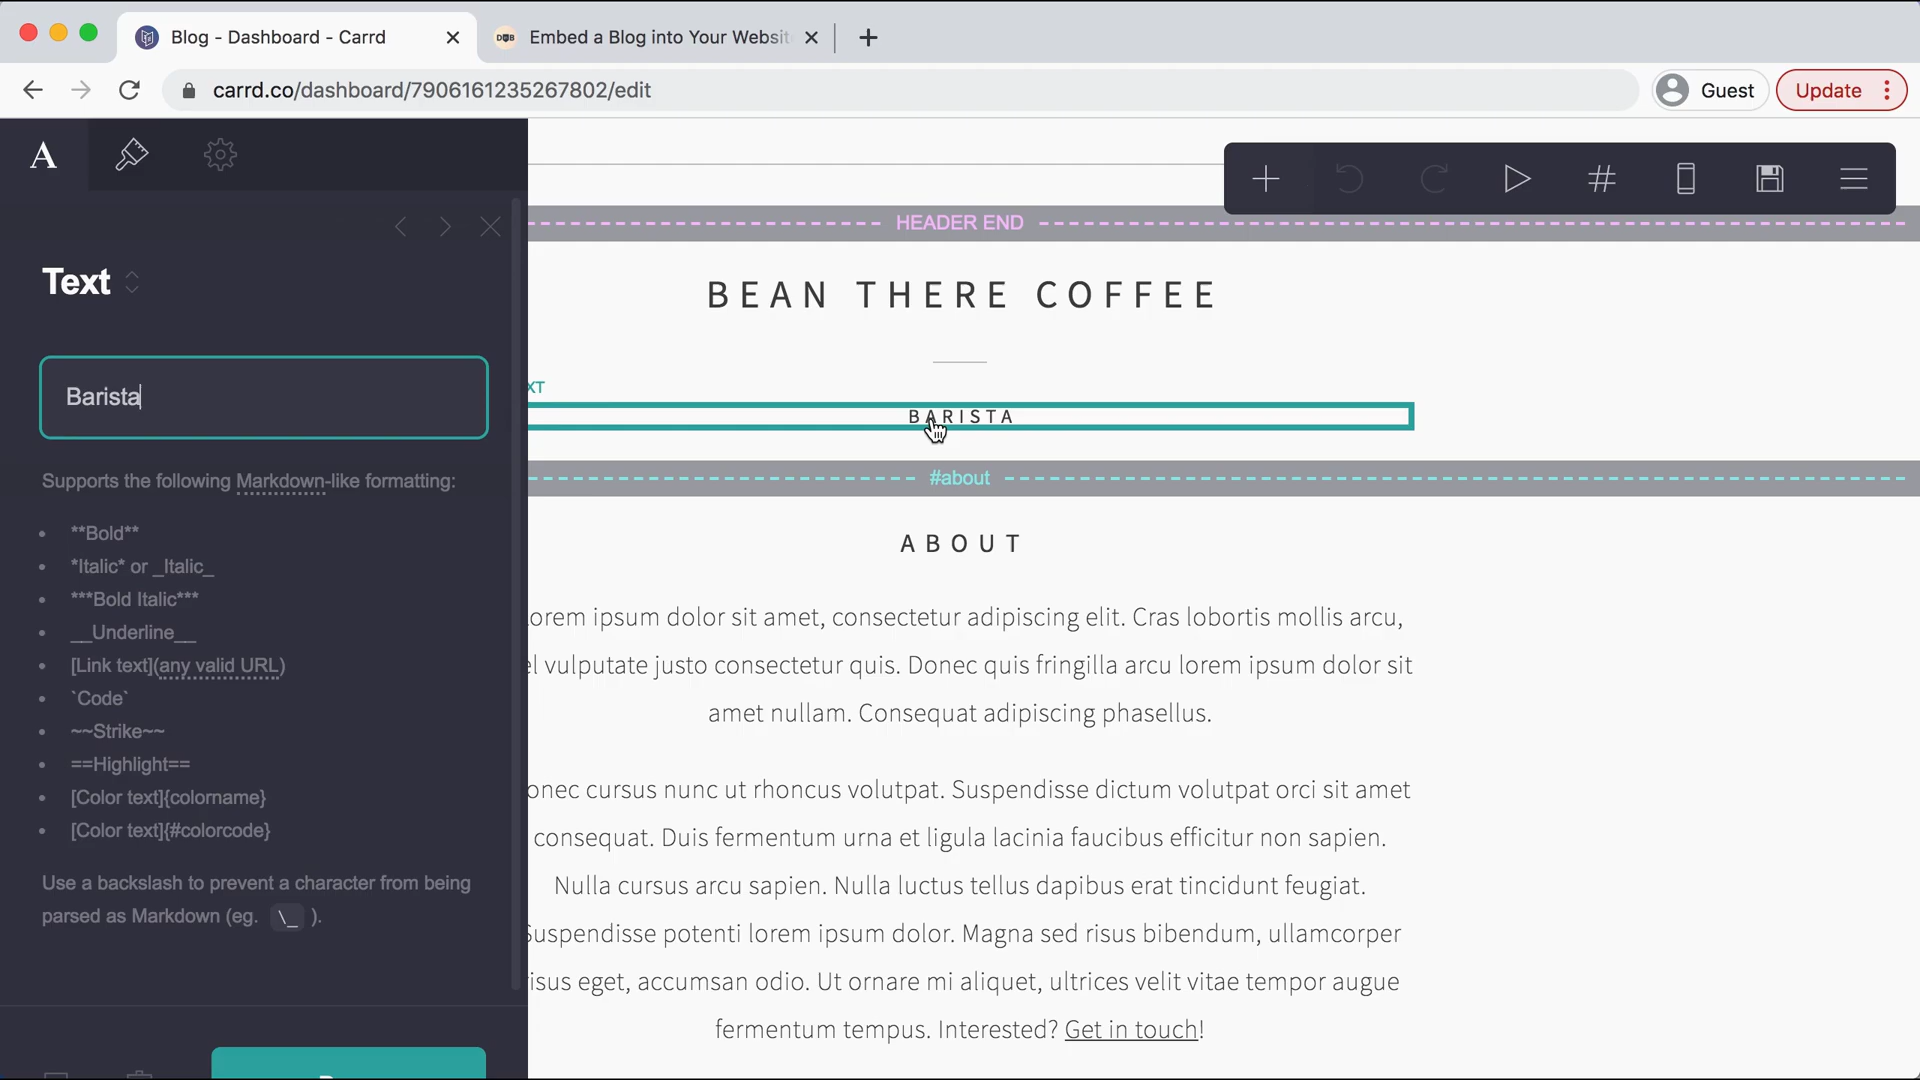 Blog - Dashboard - Carrd
Embed a Blog into Your Websit
carrd.co/dashboard/7906161235267802/edit
Guest
Update
A
HEADER END
Text
BEAN THERE COFFEE
XT
Barista
BARISTA
#about
Supports the following Markdown-like formatting:
ABOUT
**Bold**
*Italic* or _Italic_
***Bold Italic***
__Underline__
[Link text](any valid URL)
`Code`
~~Strike~~
==Highlight==
[Color text]{colorname}
[Color text]{#colorcode}
Use a backslash to prevent a character from being
parsed as Markdown (eg. \_ ).
orem ipsum dolor sit amet, consectetur adipiscing elit. Cras lobortis mollis arcu,
el vulputate justo consectetur quis. Donec quis fringilla arcu lorem ipsum dolor sit
amet nullam. Consequat adipiscing phasellus.
onec cursus nunc ut rhoncus volutpat. Suspendisse dictum volutpat orci sit amet
consequat. Duis fermentum urna et ligula lacinia faucibus efficitur non sapien.
Nulla cursus arcu sapien. Nulla luctus tellus dapibus erat tincidunt feugiat.
Suspendisse potenti lorem ipsum dolor. Magna sed risus bibendum, ullamcorper
risus eget, accumsan odio. Ut ornare mi aliquet, ultrices velit vitae tempor augue
fermentum tempus. Interested? Get in touch!